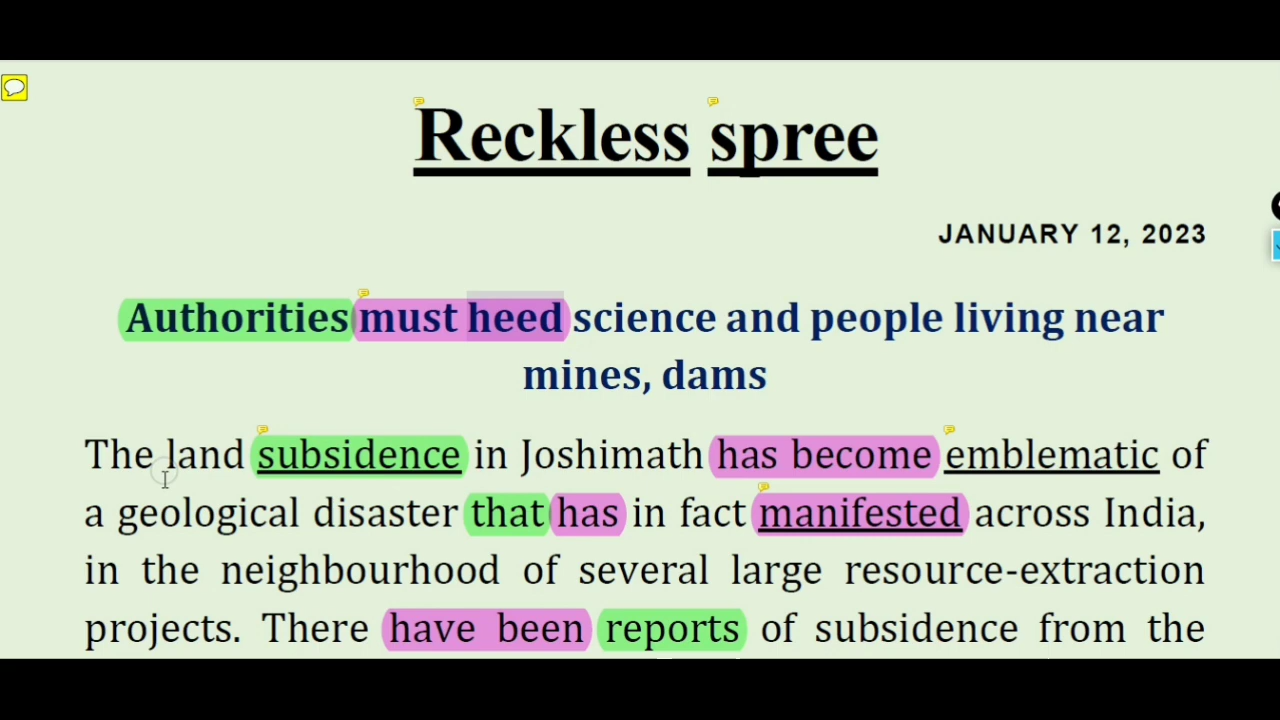 Reckless spree
JANUARY 12, 2023
Authorities must heed science and people living near
mines, dams
The land subsidence in Joshimath has become emblematic of
a geological disaster that has in fact manifested across India,
in the neighbourhood of several large resource-extraction
projects. There have been reports of subsidence from the